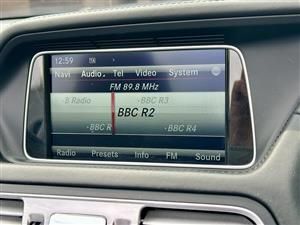 12:59
Navi Audio Tel Video System
FM 89.8 MHz
B Radio BBC R3
BBC R2
BBC R BBC R4
Radio Presets Info FM Sound